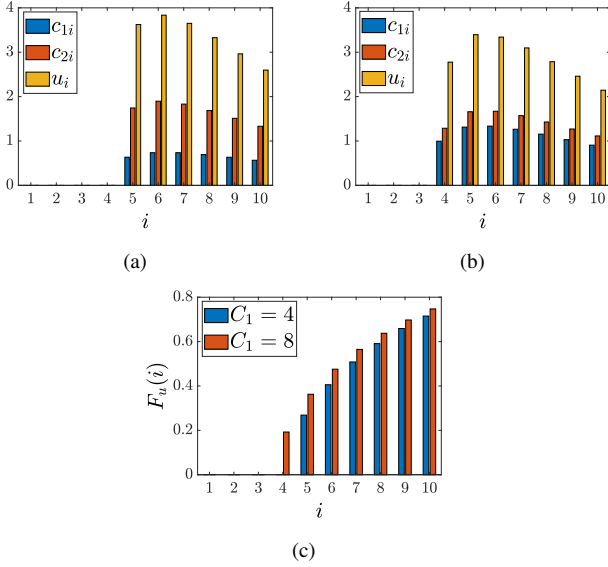 4
3
2
1
0
c₁ᵢ
c₂ᵢ
uᵢ
1 2 3 4 5 6 7 8 9 10
i
(a)
4
3
2
1
0
c₁ᵢ
c₂ᵢ
uᵢ
1 2 3 4 5 6 7 8 9 10
i
(b)
F_u(i)
0.8
0.6
0.4
0.2
0
C₁ = 4
C₁ = 8
1 2 3 4 5 6 7 8 9 10
i
(c)